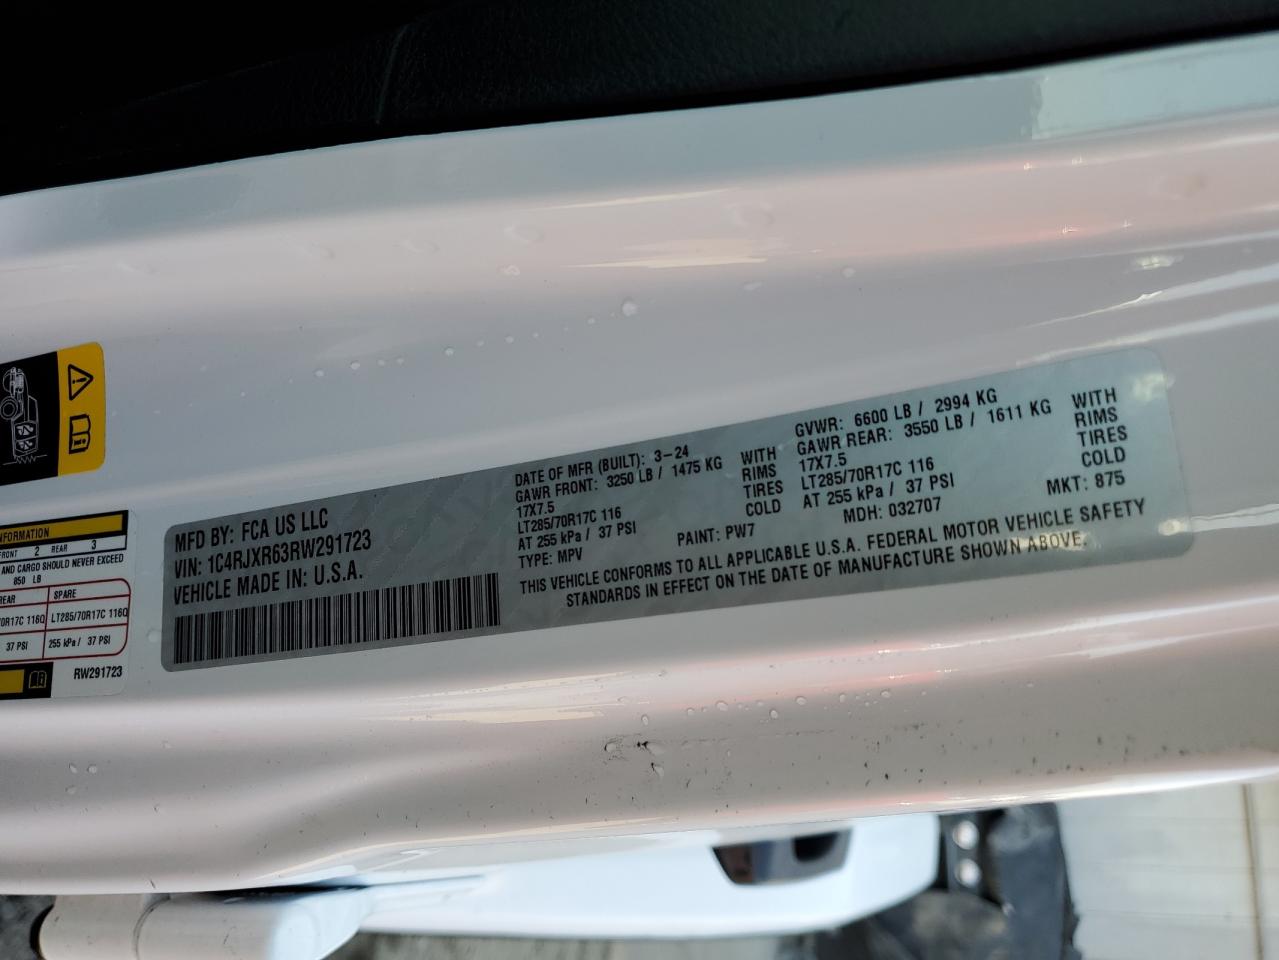 MFD BY: FCA US LLC
VIN: 1C4RJXR63RW291723
VEHICLE MADE IN: U.S.A.
DATE OF MFR (BUILT): 3-24
GAWR FRONT: 3250 LB / 1475 KG WITH
17X7.5 RIMS
LT285/70R17C 116 TIRES
AT 255 kPa / 37 PSI COLD
TYPE: MPV PAINT: PW7
GVWR: 6600 LB / 2994 KG
GAWR REAR: 3550 LB / 1611 KG WITH
17X7.5 RIMS
LT285/70R17C 116 TIRES
AT 255 kPa / 37 PSI COLD
MDH: 032707 MKT: 875
THIS VEHICLE CONFORMS TO ALL APPLICABLE U.S.A. FEDERAL MOTOR VEHICLE SAFETY
STANDARDS IN EFFECT ON THE DATE OF MANUFACTURE SHOWN ABOVE.
INFORMATION
FRONT 2 REAR 3
AND CARGO SHOULD NEVER EXCEED
850 LB
REAR SPARE
70R17C 116Q LT285/70R17C 116Q
37 PSI 255 kPa / 37 PSI
RW291723